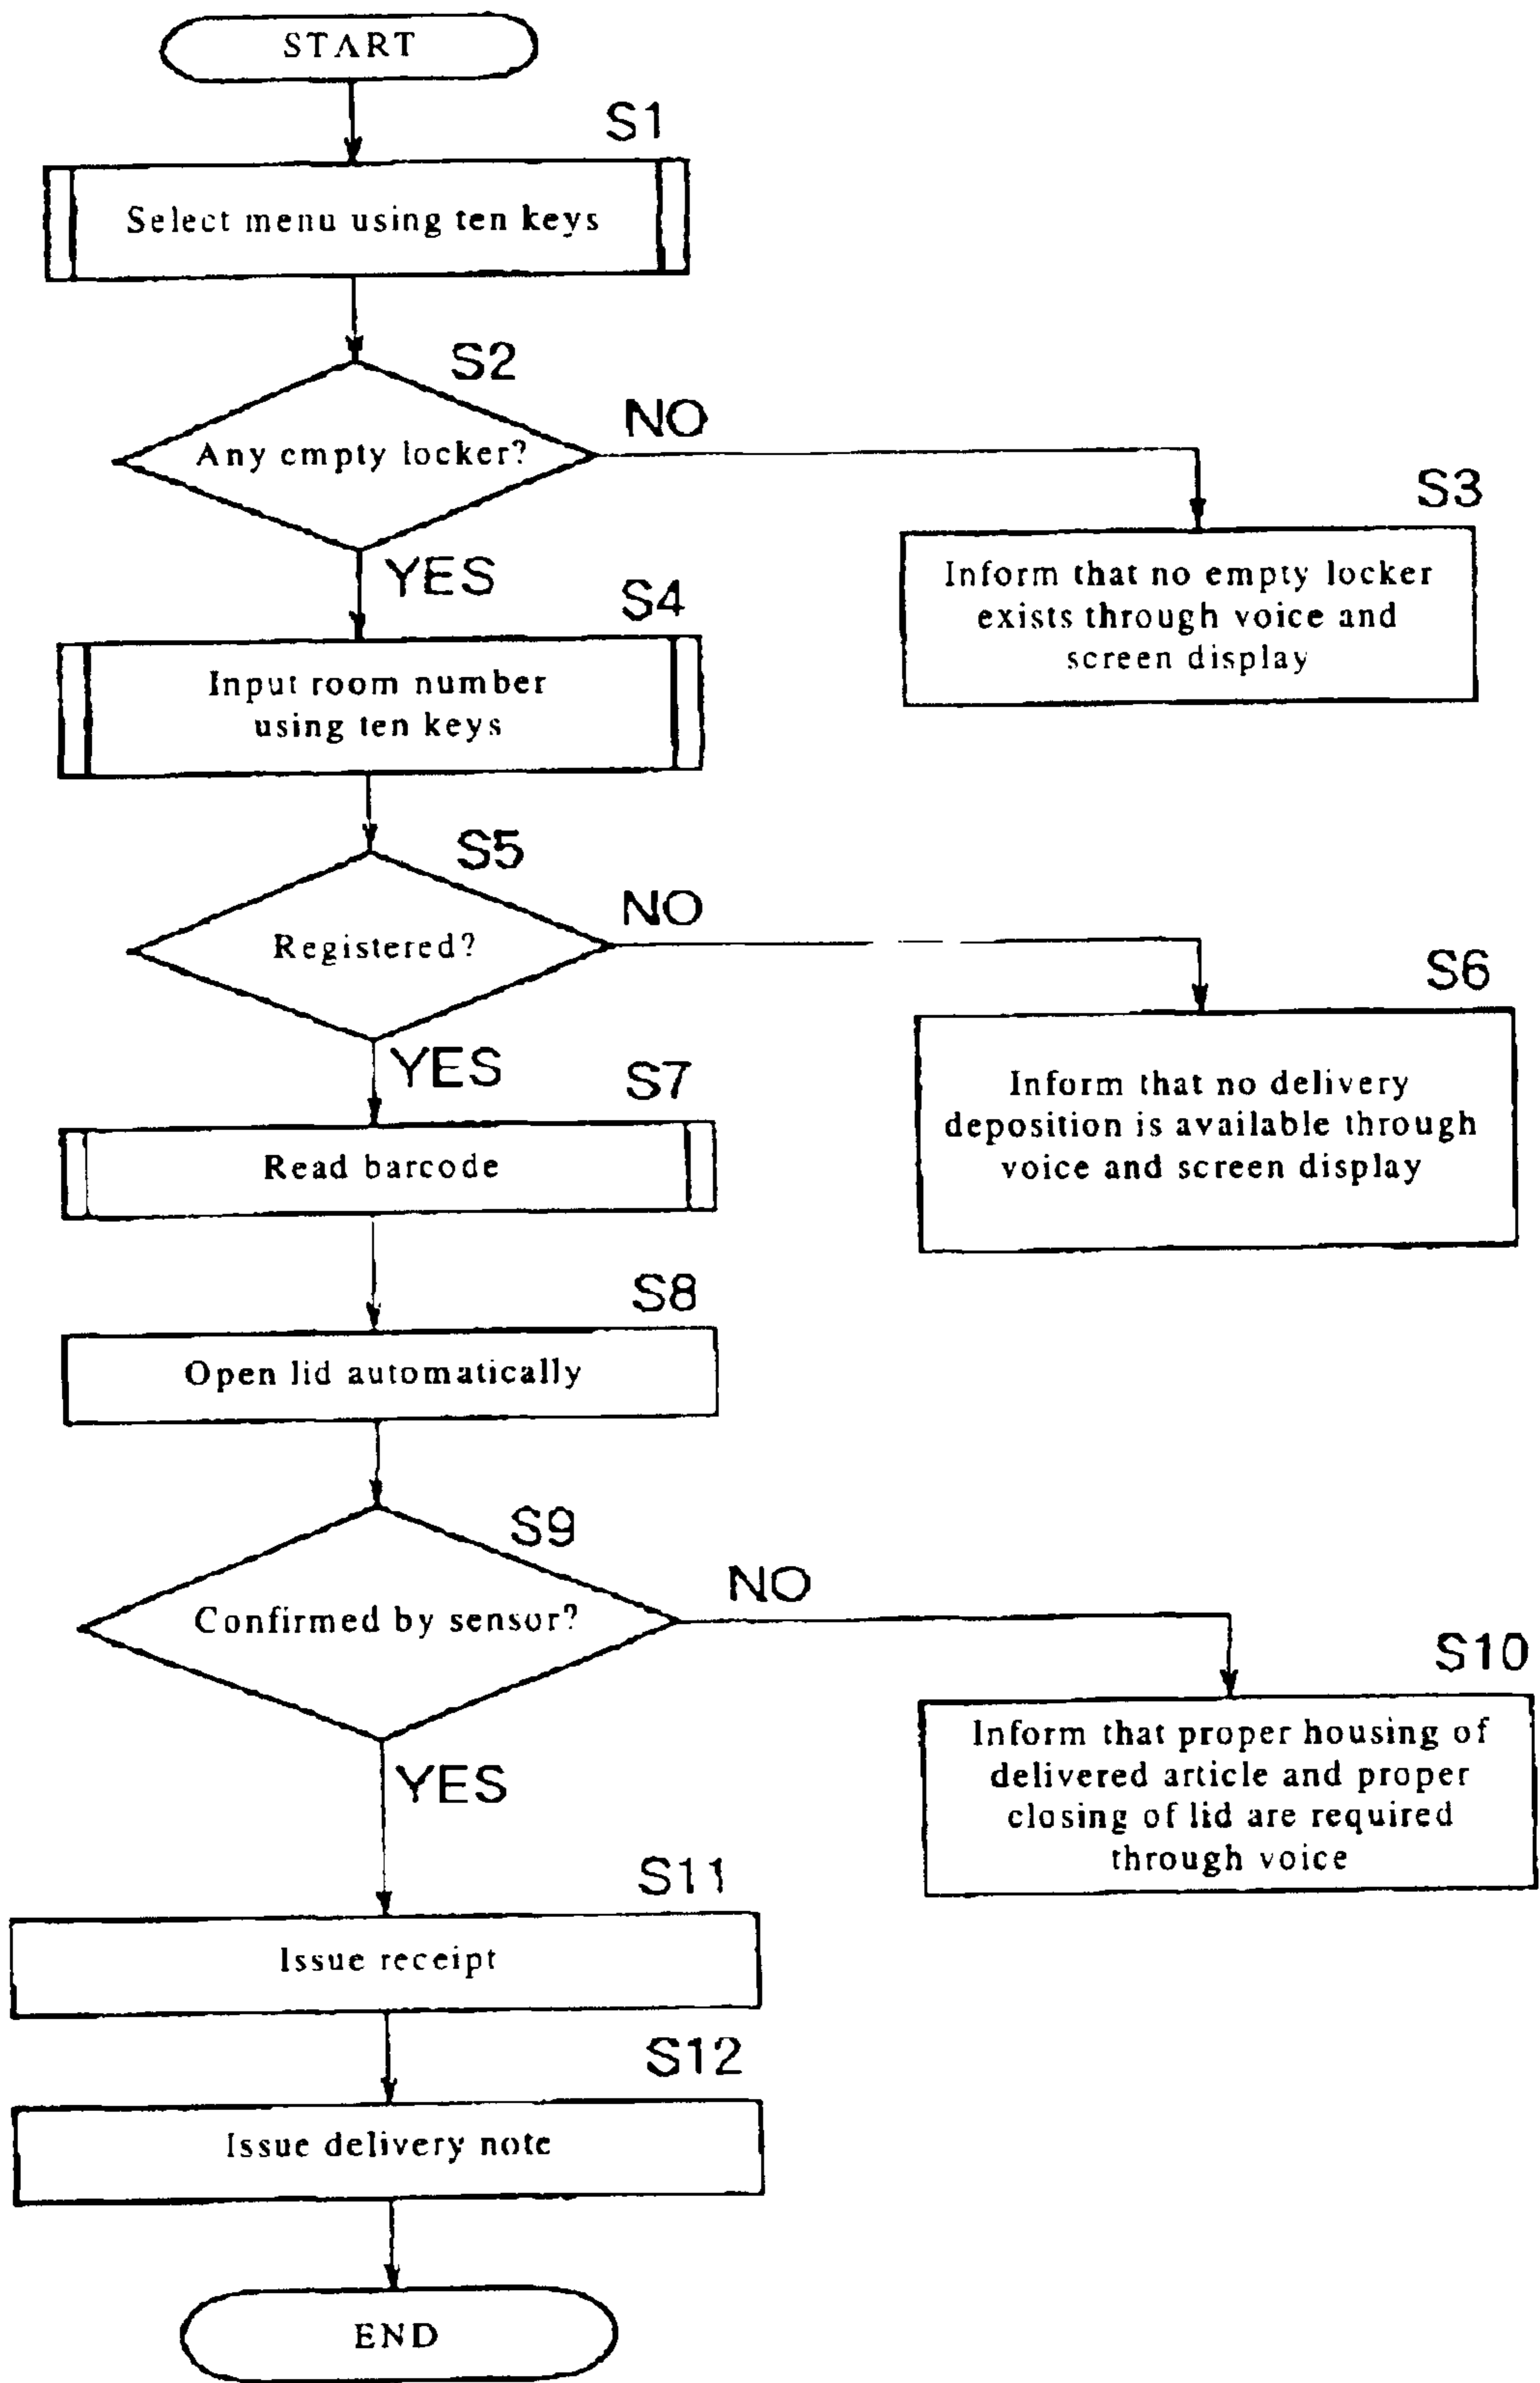 START
S1
Select menu using ten keys
S2
Any empty locker?
NO
S3
Inform that no empty locker
exists through voice and
screen display
YES
S4
Input room number
using ten keys
S5
Registered?
NO
S6
Inform that no delivery
deposition is available through
voice and screen display
YES
S7
Read barcode
S8
Open lid automatically
S9
Confirmed by sensor?
NO
S10
Inform that proper housing of
delivered article and proper
closing of lid are required
through voice
YES
S11
Issue receipt
S12
Issue delivery note
END